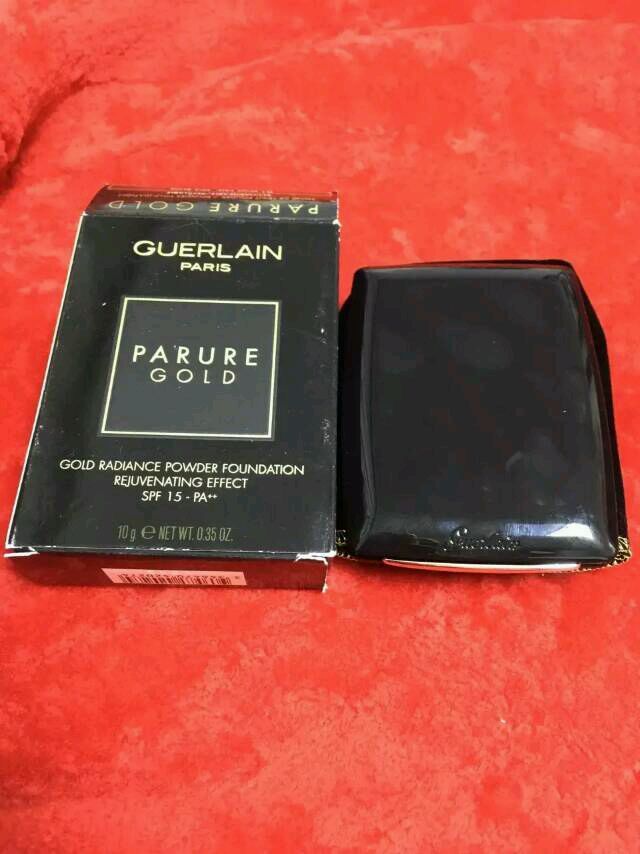 PARURE GOLD
GUERLAIN
PARIS
PARURE
GOLD
GOLD RADIANCE POWDER FOUNDATION
REJUVENATING EFFECT
SPF 15 - PA++
10 g ℮ NET WT. 0.35 OZ.
Guerlain